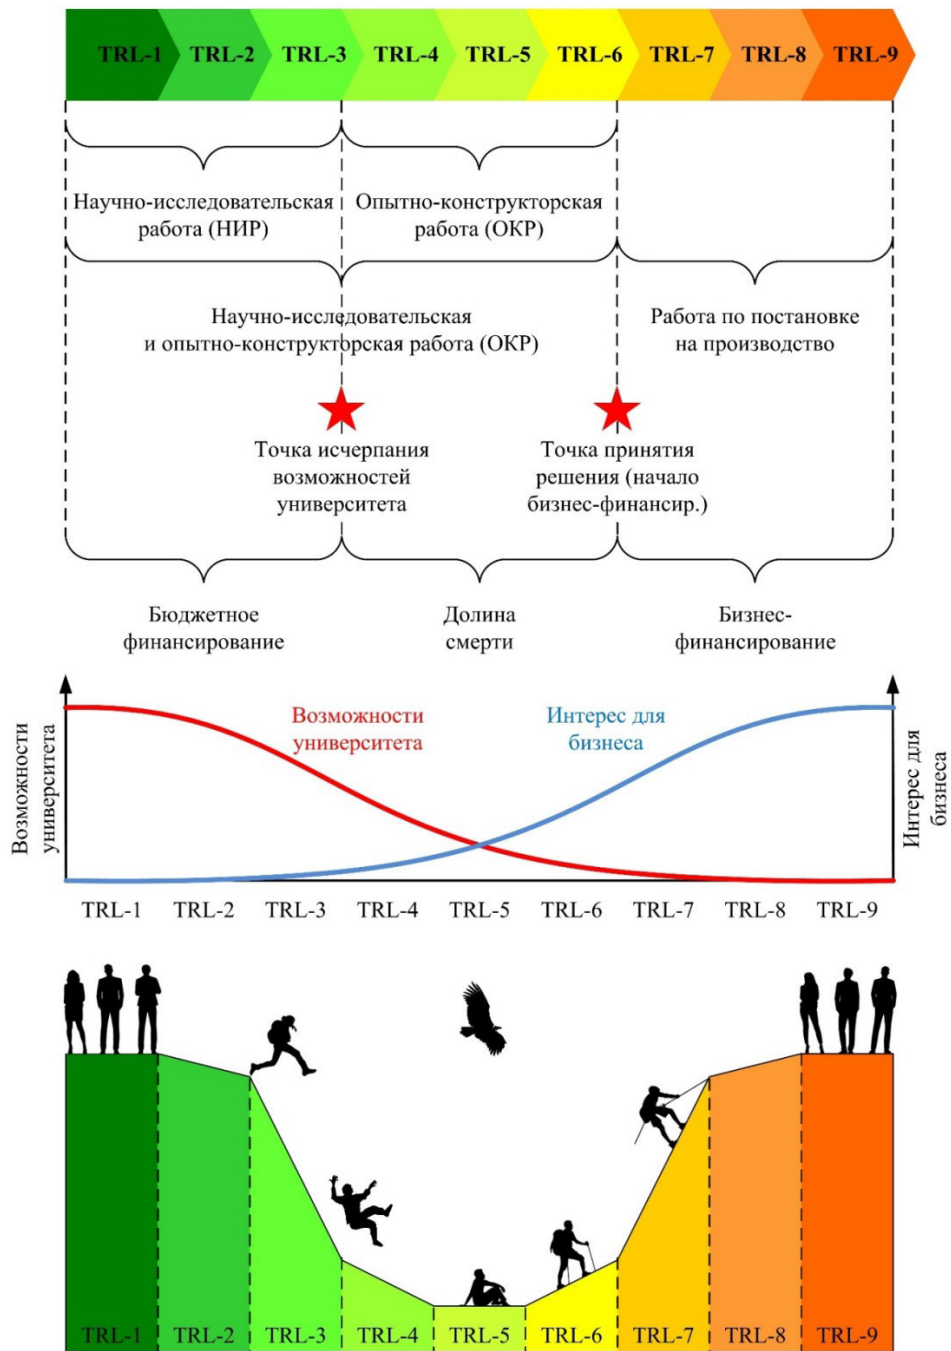 TRL-1 TRL-2 TRL-3 TRL-4 TRL-5 TRL-6 TRL-7 TRL-8 TRL-9
Научно-исследовательская
работа (НИР)
Опытно-конструкторская
работа (ОКР)
Научно-исследовательская
и опытно-конструкторская работа (ОКР)
Работа по постановке
на производство
Точка исчерпания
возможностей
университета
Точка принятия
решения (начало
бизнес-финансир.)
Бюджетное
финансирование
Долина
смерти
Бизнес-
финансирование
Возможности
университета
Возможности
университета
Интерес для
бизнеса
Интерес для
бизнеса
TRL-1 TRL-2 TRL-3 TRL-4 TRL-5 TRL-6 TRL-7 TRL-8 TRL-9
TRL-1 TRL-2 TRL-3 TRL-4 TRL-5 TRL-6 TRL-7 TRL-8 TRL-9